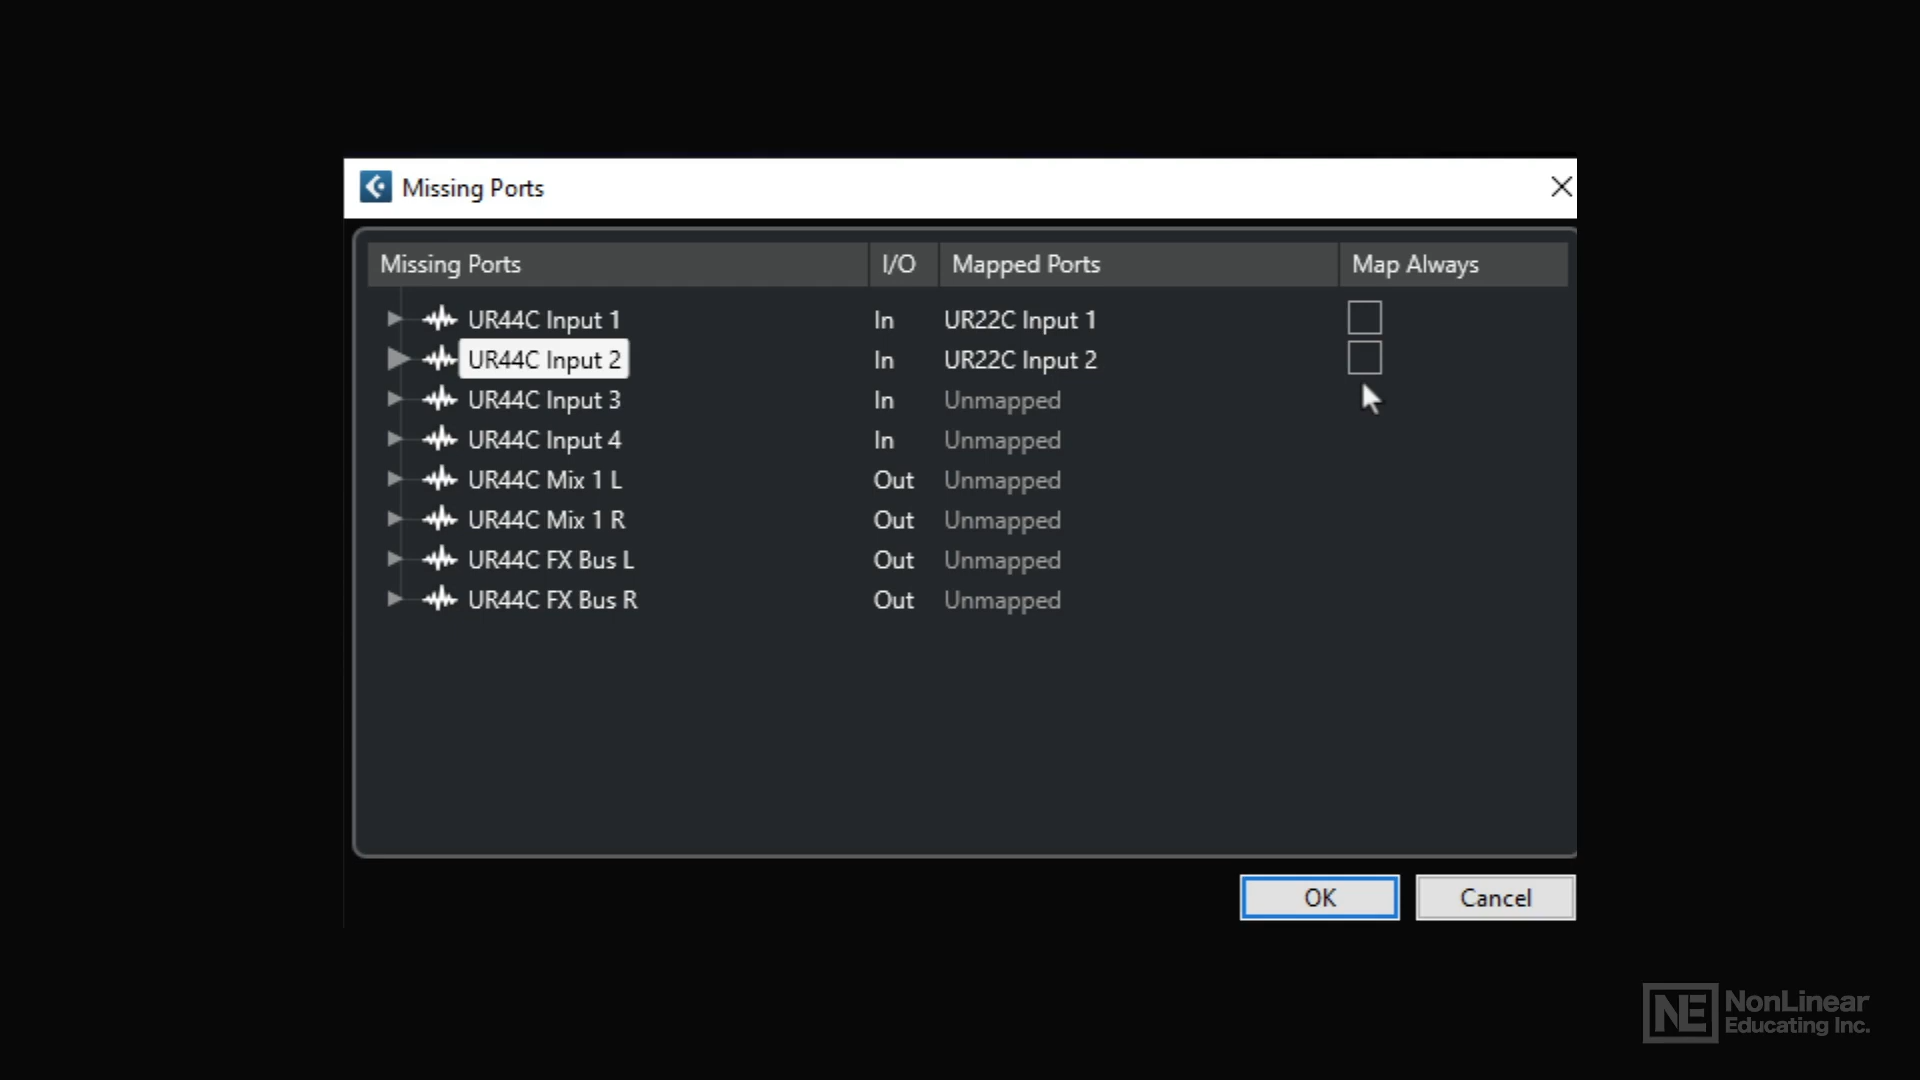 Missing Ports
Missing Ports I/O Mapped Ports Map Always
UR44C Input 1 In UR22C Input 1
UR44C Input 2 In UR22C Input 2
UR44C Input 3 In Unmapped
UR44C Input 4 In Unmapped
UR44C Mix 1 L Out Unmapped
UR44C Mix 1 R Out Unmapped
UR44C FX Bus L Out Unmapped
UR44C FX Bus R Out Unmapped
OK Cancel
NE NonLinear
Educating Inc.